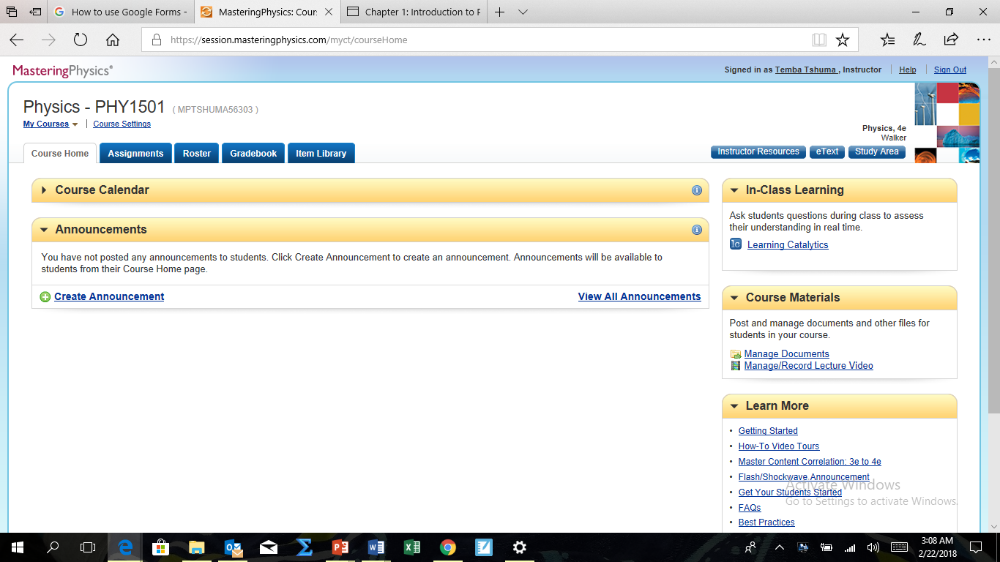 How to use Google Forms -
MasteringPhysics: Cour
Chapter 1: Introduction to P
https://session.masteringphysics.com/myct/courseHome
MasteringPhysics®
Signed in as Temba Tshuma , Instructor
Help
Sign Out
Physics - PHY1501 ( MPTSHUMA56303 )
My Courses
Course Settings
Physics, 4e
Walker
Course Home
Assignments
Roster
Gradebook
Item Library
Instructor Resources
eText
Study Area
Course Calendar
Announcements
You have not posted any announcements to students. Click Create Announcement to create an announcement. Announcements will be available to
students from their Course Home page.
Create Announcement
View All Announcements
In-Class Learning
Ask students questions during class to assess
their understanding in real time.
lc Learning Catalytics
Course Materials
Post and manage documents and other files for
students in your course.
Manage Documents
Manage/Record Lecture Video
Learn More
• Getting Started
• How-To Video Tours
• Master Content Correlation: 3e to 4e
• Flash/Shockwave Announcement
• Get Your Students Started
• FAQs
• Best Practices
Activate Windows
Go to Settings to activate Windows.
3:08 AM
2/22/2018